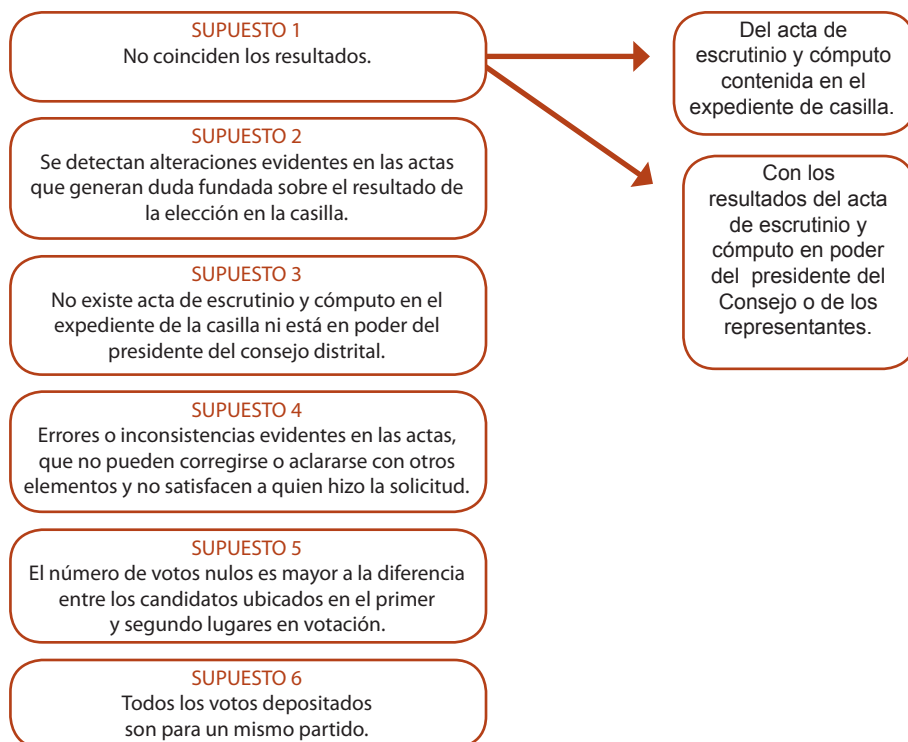 SUPUESTO 1
No coinciden los resultados.
Del acta de
escrutinio y cómputo
contenida en el
expediente de casilla.
Con los
resultados del acta
de escrutinio y
cómputo en poder
del presidente del
Consejo o de los
representantes.
SUPUESTO 2
Se detectan alteraciones evidentes en las actas
que generan duda fundada sobre el resultado de
la elección en la casilla.
SUPUESTO 3
No existe acta de escrutinio y cómputo en el
expediente de la casilla ni está en poder del
presidente del consejo distrital.
SUPUESTO 4
Errores o inconsistencias evidentes en las actas,
que no pueden corregirse o aclararse con otros
elementos y no satisfacen a quien hizo la solicitud.
SUPUESTO 5
El número de votos nulos es mayor a la diferencia
entre los candidatos ubicados en el primer
y segundo lugares en votación.
SUPUESTO 6
Todos los votos depositados
son para un mismo partido.